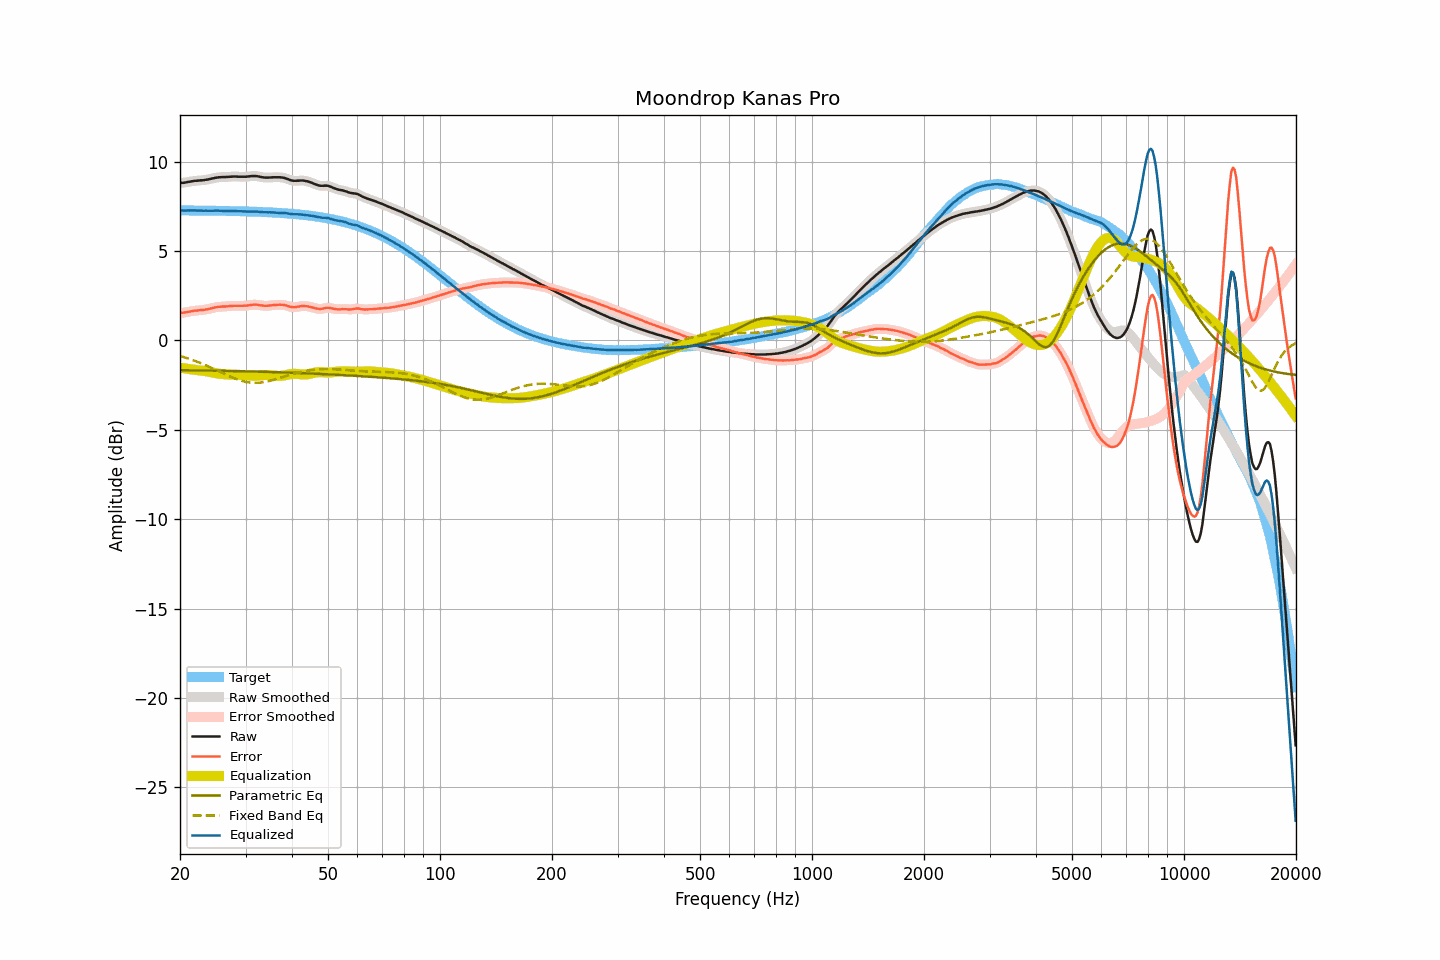 Moondrop Kanas Pro
10
5
0
−5
−10
−15
−20
−25
Amplitude (dBr)
Target
Raw Smoothed
Error Smoothed
Raw
Error
Equalization
Parametric Eq
Fixed Band Eq
Equalized
20 50 100 200 500 1000 2000 5000 10000 20000
Frequency (Hz)